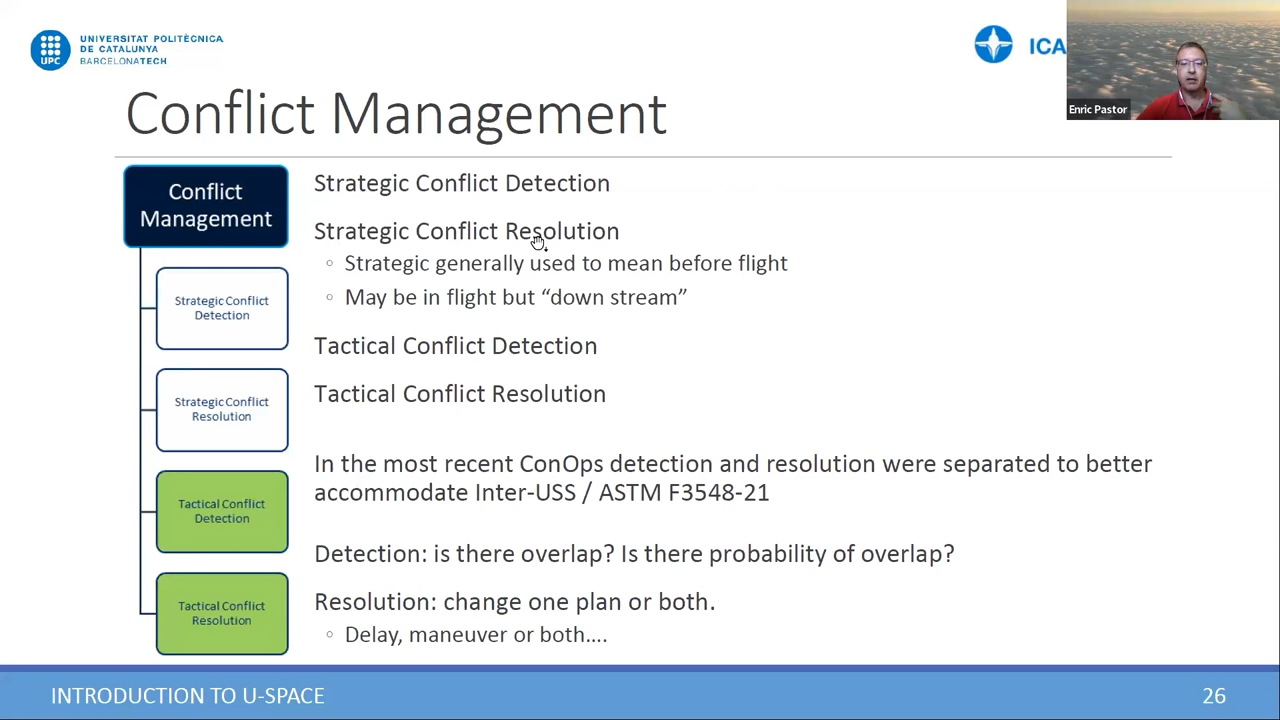 UNIVERSITAT POLITÈCNICA
DE CATALUNYA
BARCELONATECH
UPC
ICA
Enric Pastor
Conflict Management
Conflict
Management
Strategic Conflict
Detection
Strategic Conflict
Resolution
Tactical Conflict
Detection
Tactical Conflict
Resolution
Strategic Conflict Detection
Strategic Conflict Resolution
Strategic generally used to mean before flight
May be in flight but “down stream”
Tactical Conflict Detection
Tactical Conflict Resolution
In the most recent ConOps detection and resolution were separated to better
accommodate Inter-USS / ASTM F3548-21
Detection: is there overlap? Is there probability of overlap?
Resolution: change one plan or both.
Delay, maneuver or both....
INTRODUCTION TO U-SPACE
26